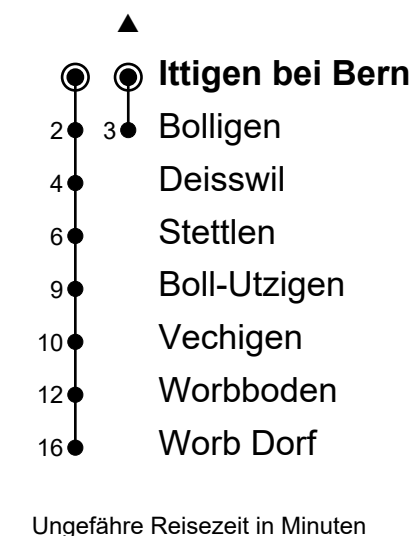 ▲
Ittigen bei Bern
2 3 Bolligen
4 Deisswil
6 Stettlen
9 Boll-Utzigen
10 Vechigen
12 Worbboden
16 Worb Dorf
Ungefähre Reisezeit in Minuten